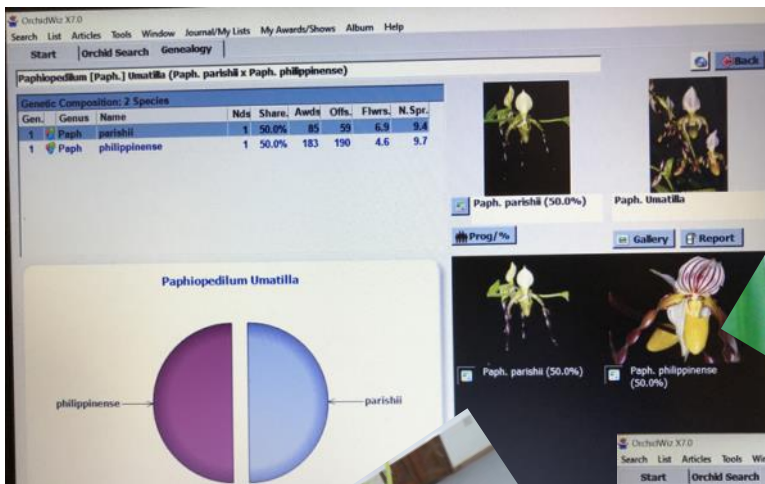 OrchidWiz X7.0
Search List Articles Tools Window Journal/My Lists My Awards/Shows Album Help
Start Orchid Search Genealogy
Back
Paphiopedilum [Paph.] Umatilla (Paph. parishii x Paph. philippinense)
Genetic Composition: 2 Species
Gen. Genus Name Nds Share. Awds Offs. Flwrs. N.Spr.
1 Paph parishii 1 50.0% 85 59 6.9 9.4
1 Paph philippinense 1 50.0% 183 190 4.6 9.7
Paph. parishii (50.0%)
Paph. Umatilla
Prog/%
Gallery
Report
Paphiopedilum Umatilla
philippinense
parishii
Paph. parishii (50.0%)
Paph. philippinense
(50.0%)
OrchidWiz X7.0
Search List Articles Tools
Start Orchid Search